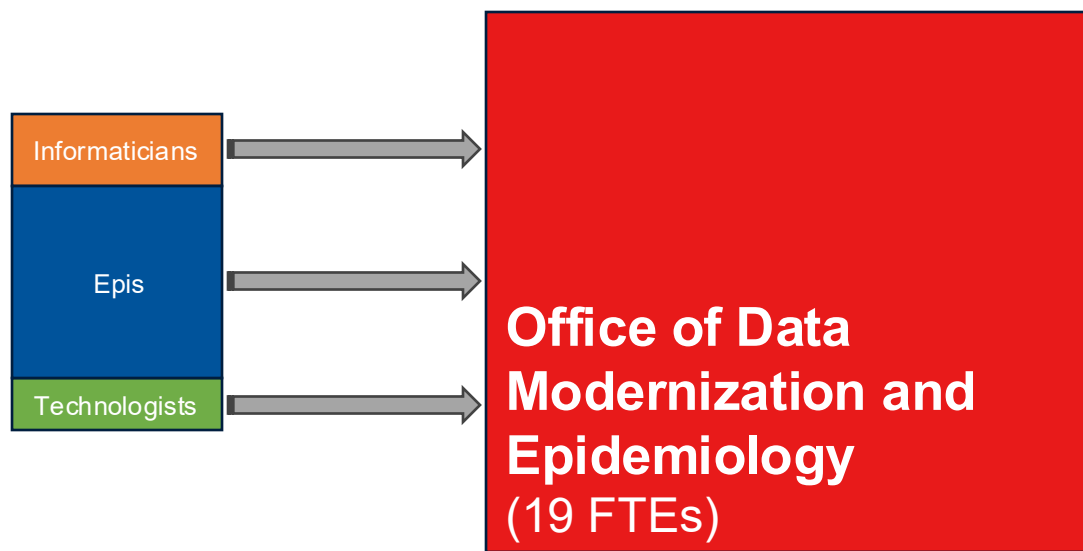 Informaticians
Epis
Technologists
Office of Data
Modernization and
Epidemiology
(19 FTEs)